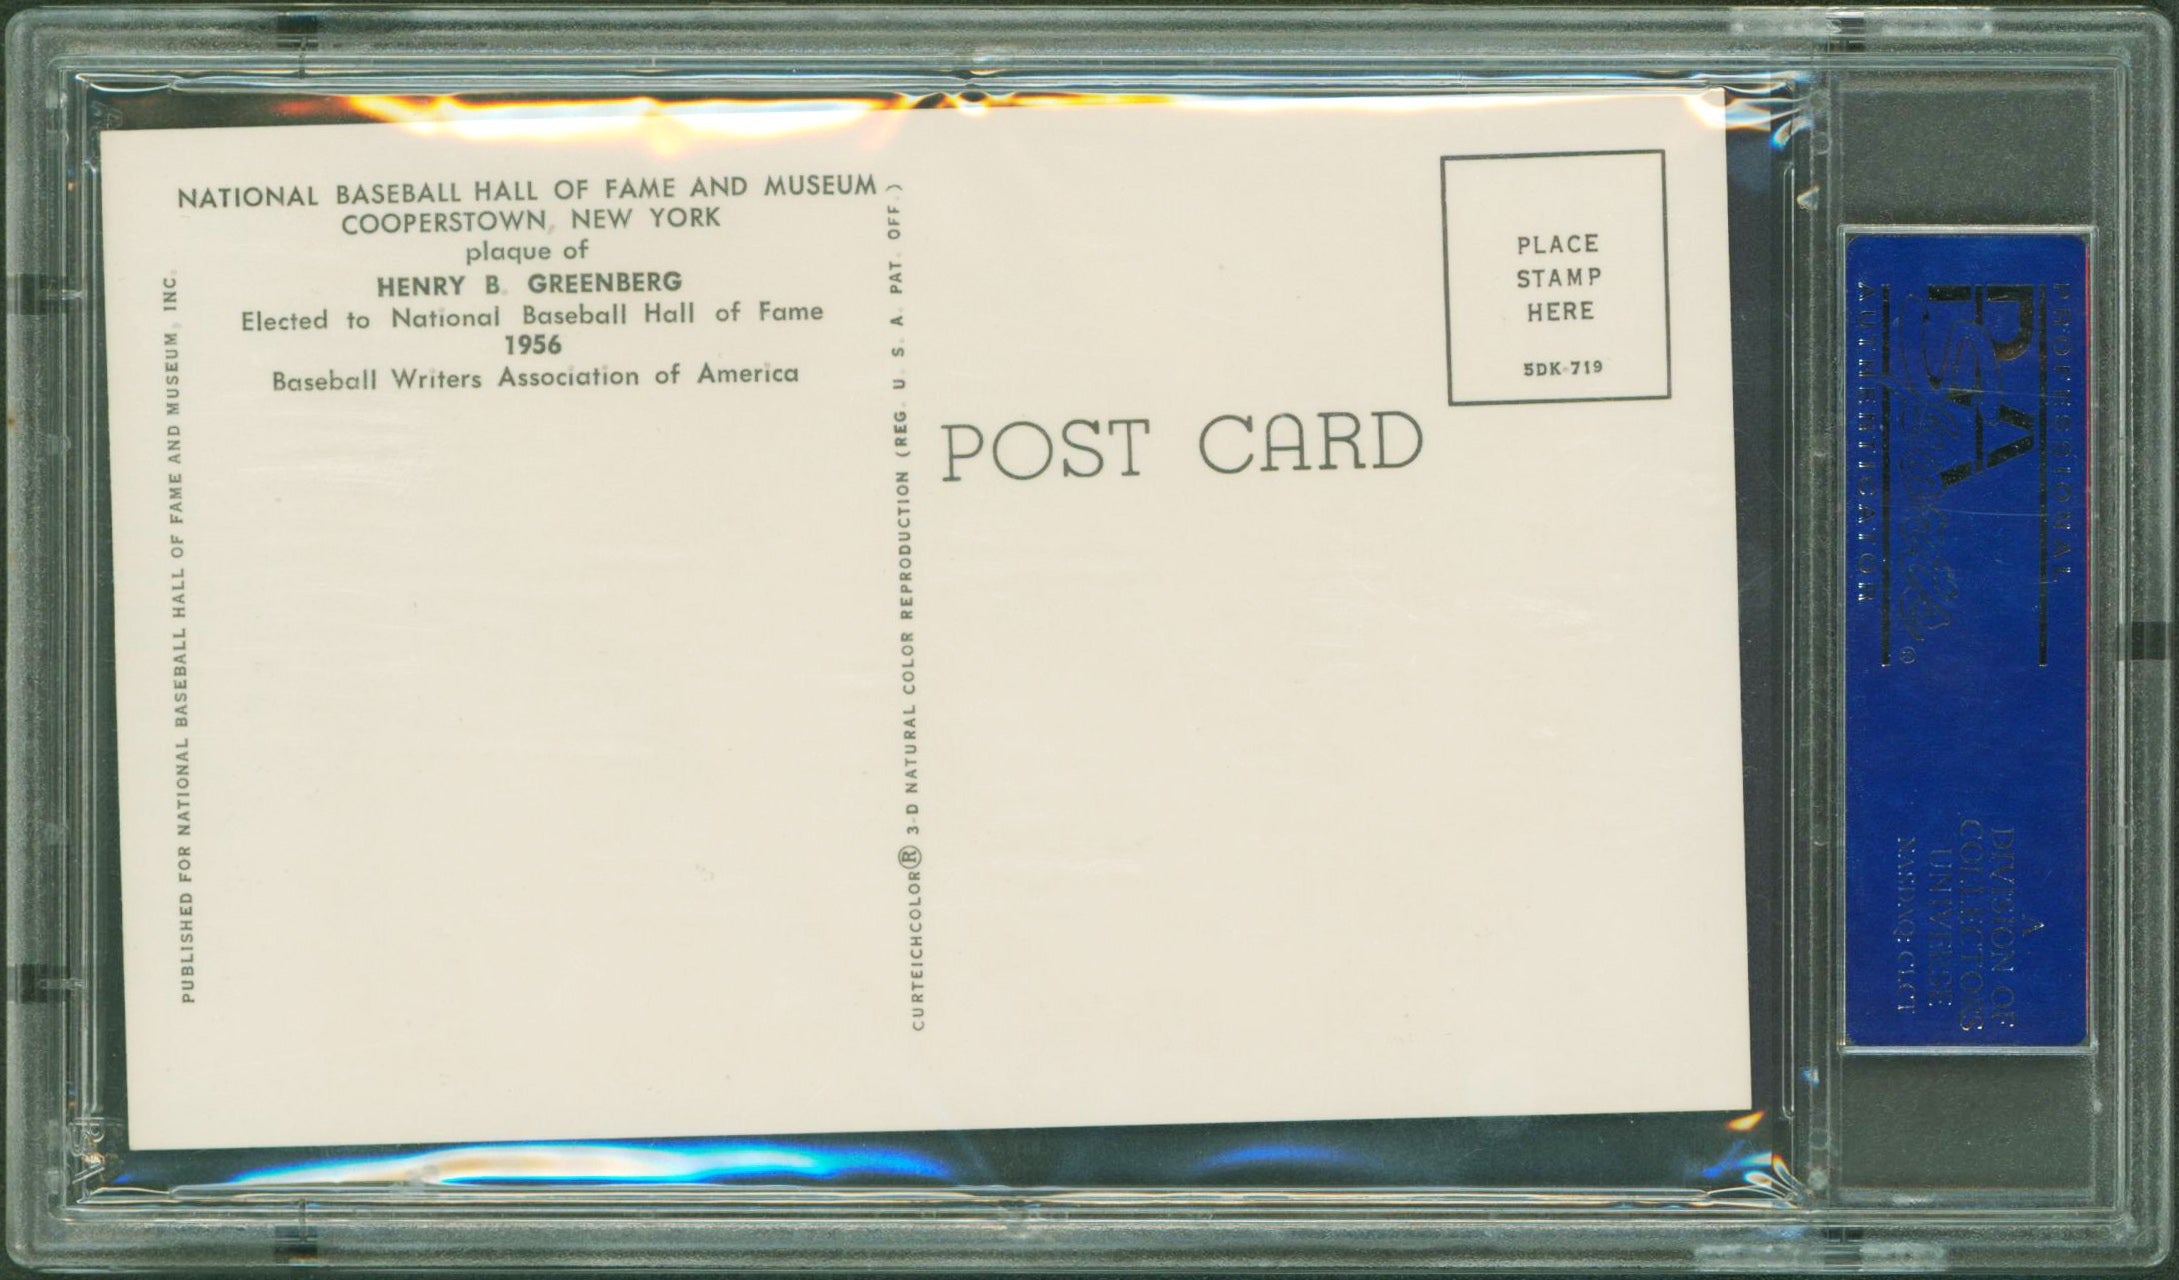 NATIONAL BASEBALL HALL OF FAME AND MUSEUM
COOPERSTOWN, NEW YORK
plaque of
HENRY B. GREENBERG
Elected to National Baseball Hall of Fame
1956
Baseball Writers Association of America
PUBLISHED FOR NATIONAL BASEBALL HALL OF FAME AND MUSEUM, INC.
CURTEICHCOLOR® 3-D NATURAL COLOR REPRODUCTION (REG. U. S. A. PAT. OFF.)
PLACE
STAMP
HERE
5DK-719
POST CARD
PROFESSIONAL
PSA
AUTHENTICATOR
®
A
DIVISION OF
COLLECTORS
UNIVERSE
NASDAQ: CLCT
PSA